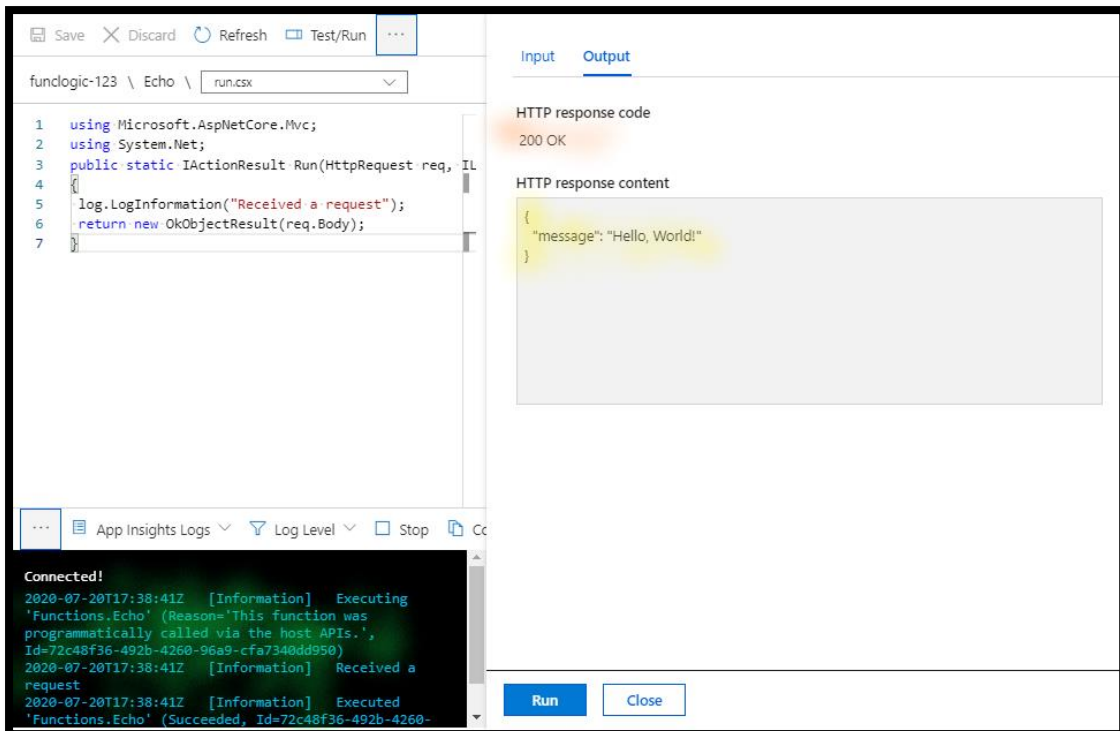 Save Discard Refresh Test/Run ...
funclogic-123 \ Echo \ run.csx
1 using Microsoft.AspNetCore.Mvc;
2 using System.Net;
3 public static IActionResult Run(HttpRequest req, IL
4 {
5 log.LogInformation("Received a request");
6 return new OkObjectResult(req.Body);
7 }
... App Insights Logs Log Level Stop Co
Connected!
2020-07-20T17:38:41Z [Information] Executing
'Functions.Echo' (Reason='This function was
programmatically called via the host APIs.',
Id=72c48f36-492b-4260-96a9-cfa7340dd950)
2020-07-20T17:38:41Z [Information] Received a
request
2020-07-20T17:38:41Z [Information] Executed
'Functions.Echo' (Succeeded, Id=72c48f36-492b-4260-
Input Output
HTTP response code
200 OK
HTTP response content
{
"message": "Hello, World!"
}
Run Close